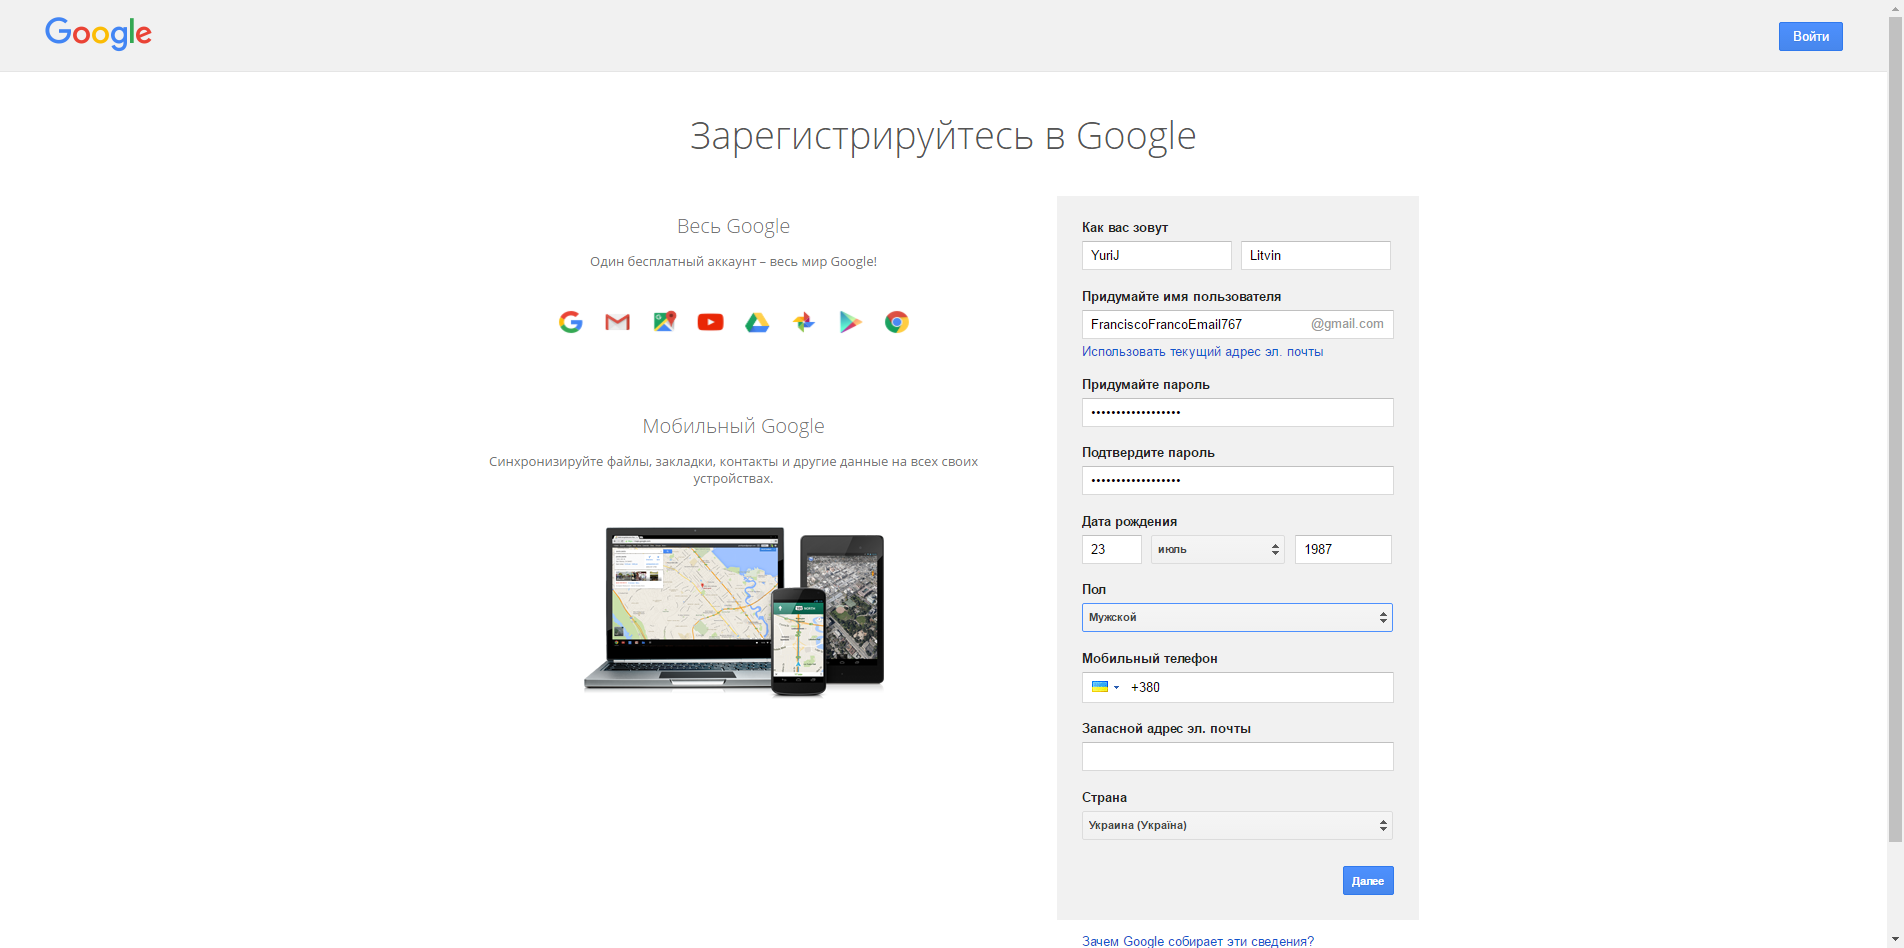 Google
Войти
Зарегистрируйтесь в Google
Весь Google
Один бесплатный аккаунт – весь мир Google!
Мобильный Google
Синхронизируйте файлы, закладки, контакты и другие данные на всех своих
устройствах.
Как вас зовут
YuriJ Litvin
Придумайте имя пользователя
FranciscoFrancoEmail767 @gmail.com
Использовать текущий адрес эл. почты
Придумайте пароль
••••••••••••••••••
Подтвердите пароль
••••••••••••••••••
Дата рождения
23 июль 1987
Пол
Мужской
Мобильный телефон
+380
Запасной адрес эл. почты
Страна
Украина (Україна)
Далее
Зачем Google собирает эти сведения?